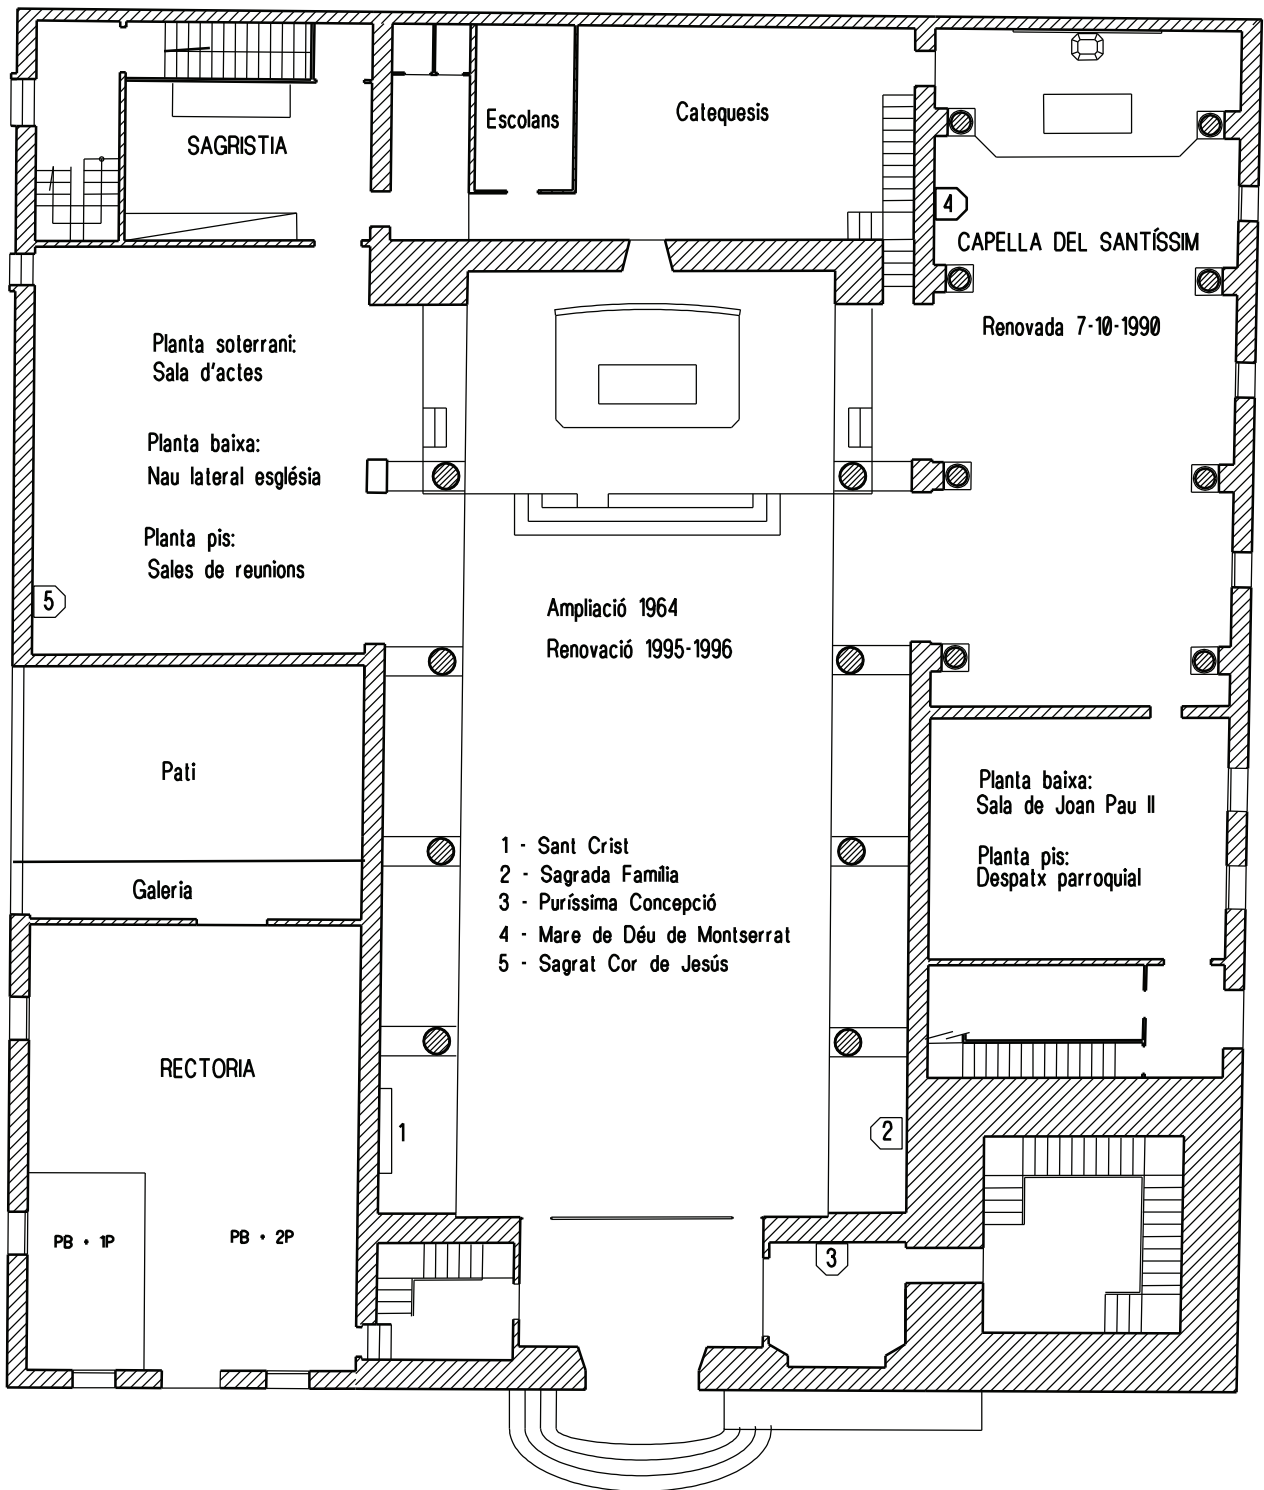 Escolans
Catequesis
SAGRISTIA
4
CAPELLA DEL SANTÍSSIM
Renovada 7-10-1990
Planta soterrani:
Sala d'actes
Planta baixa:
Nau lateral església
Planta pis:
Sales de reunions
5
Ampliació 1964
Renovació 1995-1996
Pati
Galeria
Planta baixa:
Sala de Joan Pau II
Planta pis:
Despatx parroquial
1 - Sant Crist
2 - Sagrada Família
3 - Puríssima Concepció
4 - Mare de Déu de Montserrat
5 - Sagrat Cor de Jesús
RECTORIA
1
2
PB + 1P
PB + 2P
3